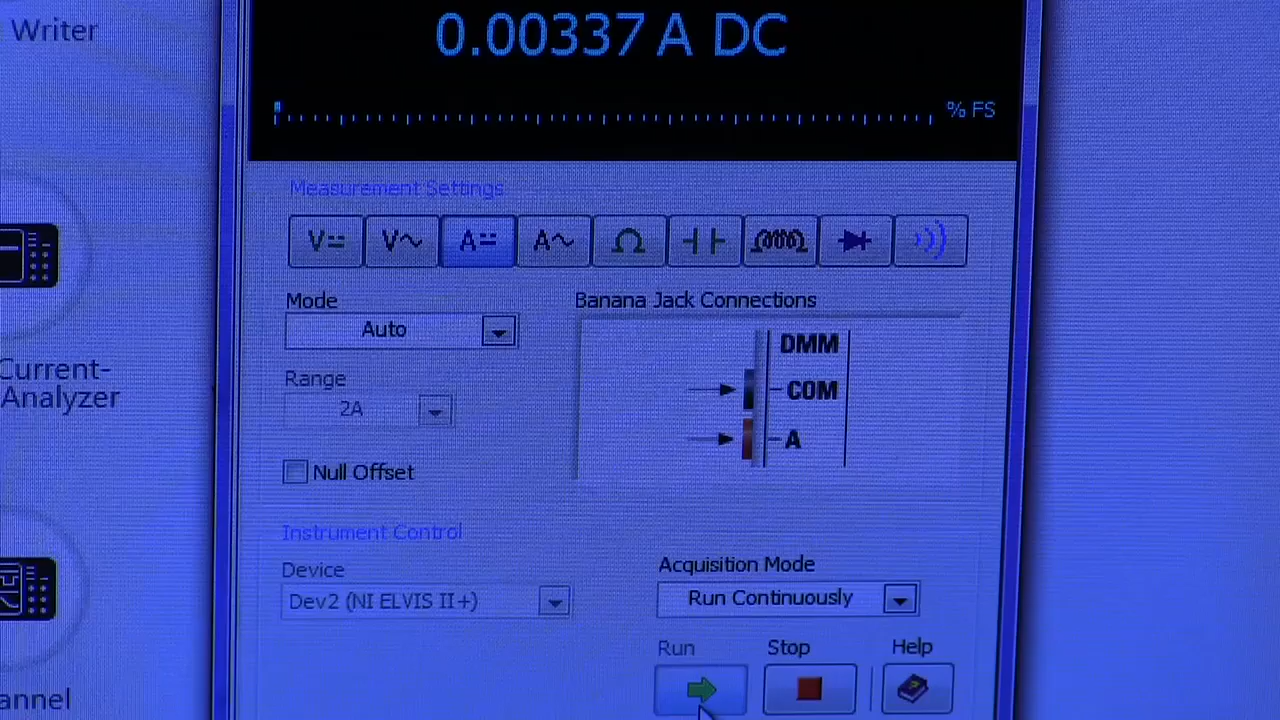 Writer
0.00337 A DC
% FS
Measurement Settings
V V A A Ω
Mode
Banana Jack Connections
Auto
DMM
Range
COM
2A
A
Current-
Analyzer
Null Offset
Instrument Control
Device
Acquisition Mode
Dev2 (NI ELVIS II+)
Run Continuously
Run Stop Help
annel